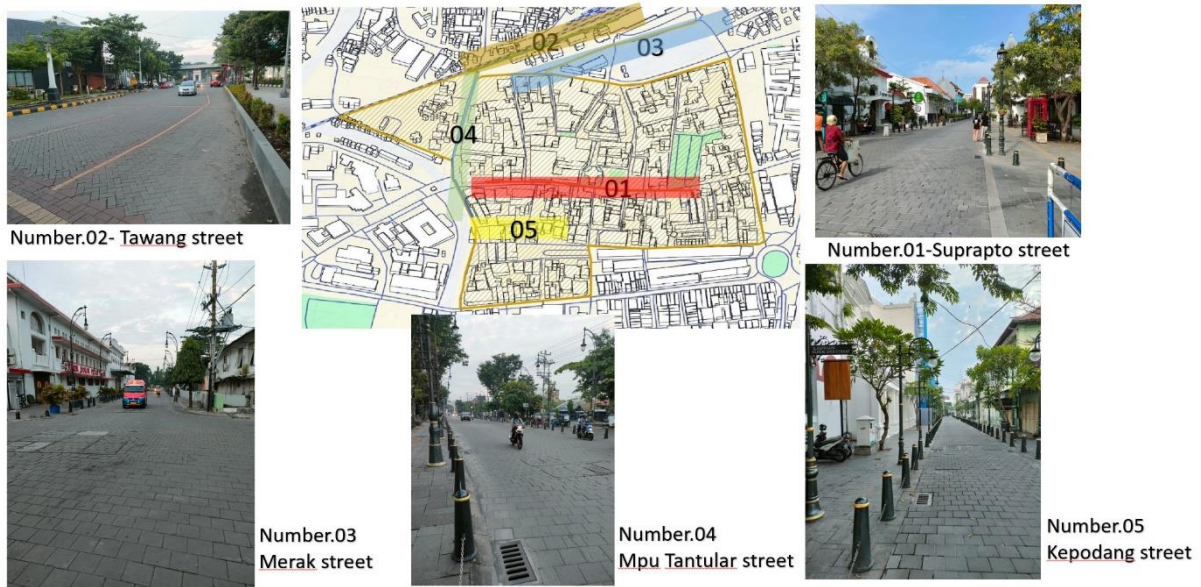 02
03
04
01
05
Number.02- Tawang street
Number.01-Suprapto street
Number.03
Merak street
Number.04
Mpu Tantular street
Number.05
Kepodang street